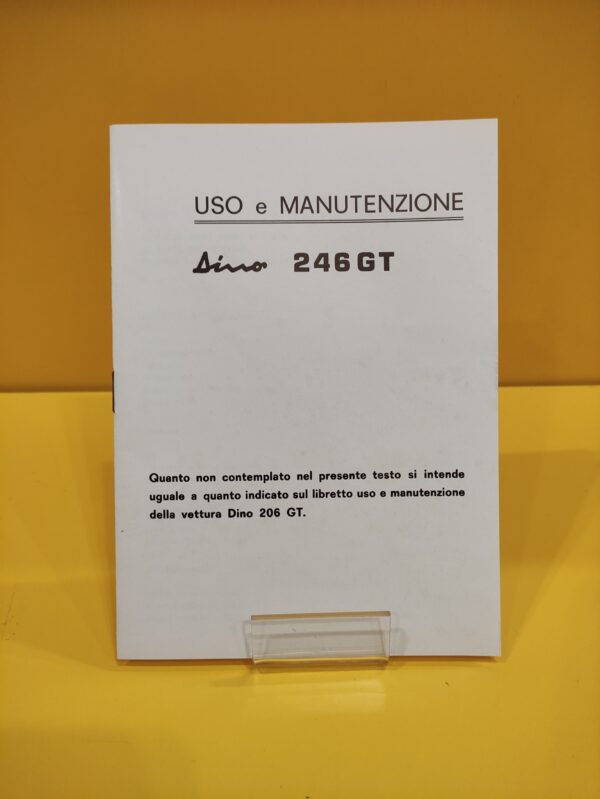 USO e MANUTENZIONE
Dino 246 GT
Quanto non contemplato nel presente testo si intende
uguale a quanto indicato sul libretto uso e manutenzione
della vettura Dino 206 GT.